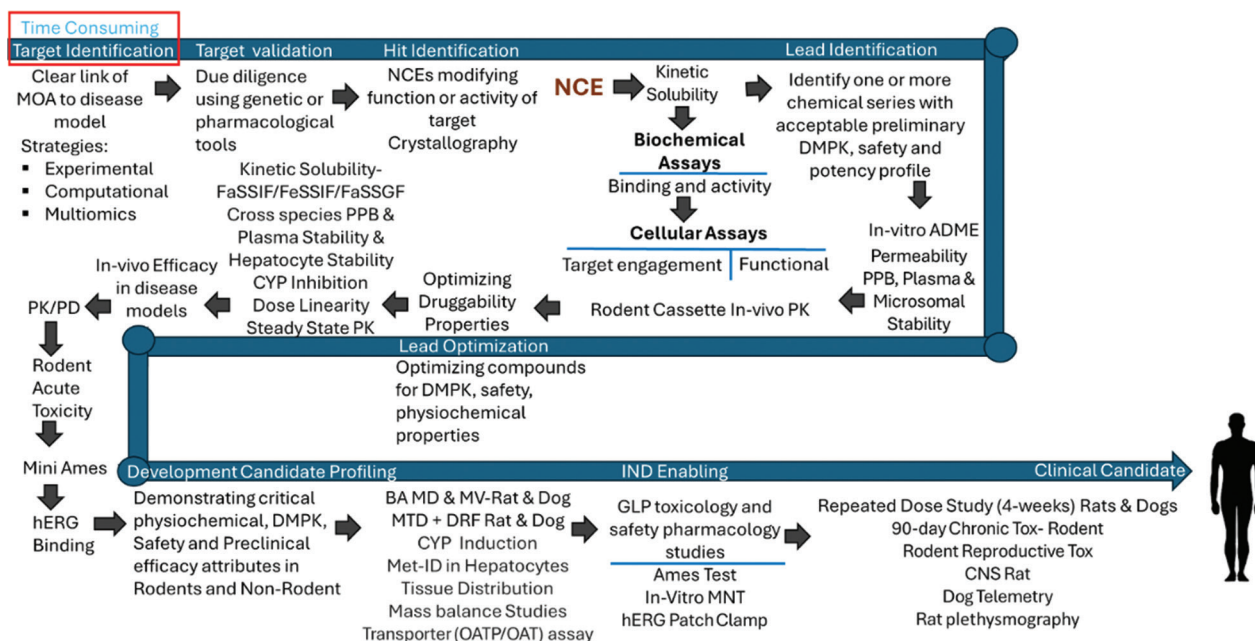 Time Consuming
Target Identification
Target validation
Hit Identification
Lead Identification
Clear link of
MOA to disease
model
Strategies:
▪ Experimental
▪ Computational
▪ Multiomics
Due diligence
using genetic or
pharmacological
tools
NCEs modifying
function or activity of
target
Crystallography
NCE
Kinetic
Solubility
Biochemical
Assays
Binding and activity
Cellular Assays
Target engagement
Functional
Identify one or more
chemical series with
acceptable preliminary
DMPK, safety and
potency profile
In-vitro ADME
Permeability
PPB, Plasma &
Microsomal
Stability
Rodent Cassette In-vivo PK
Optimizing
Druggability
Properties
Kinetic Solubility-
FaSSIF/FeSSIF/FaSSGF
Cross species PPB &
Plasma Stability &
Hepatocyte Stability
CYP Inhibition
Dose Linearity
Steady State PK
In-vivo Efficacy
in disease
models
PK/PD
Lead Optimization
Optimizing compounds
for DMPK, safety,
physiochemical
properties
Rodent
Acute
Toxicity
Mini Ames
hERG
Binding
Development Candidate Profiling
IND Enabling
Clinical Candidate
Demonstrating critical
physiochemical, DMPK,
Safety and Preclinical
efficacy attributes in
Rodents and Non-Rodent
BA MD & MV-Rat & Dog
MTD + DRF Rat & Dog
CYP Induction
Met-ID in Hepatocytes
Tissue Distribution
Mass balance Studies
Transporter (OATP/OAT) assay
GLP toxicology and
safety pharmacology
studies
Ames Test
In-Vitro MNT
hERG Patch Clamp
Repeated Dose Study (4-weeks) Rats & Dogs
90-day Chronic Tox- Rodent
Rodent Reproductive Tox
CNS Rat
Dog Telemetry
Rat plethysmography